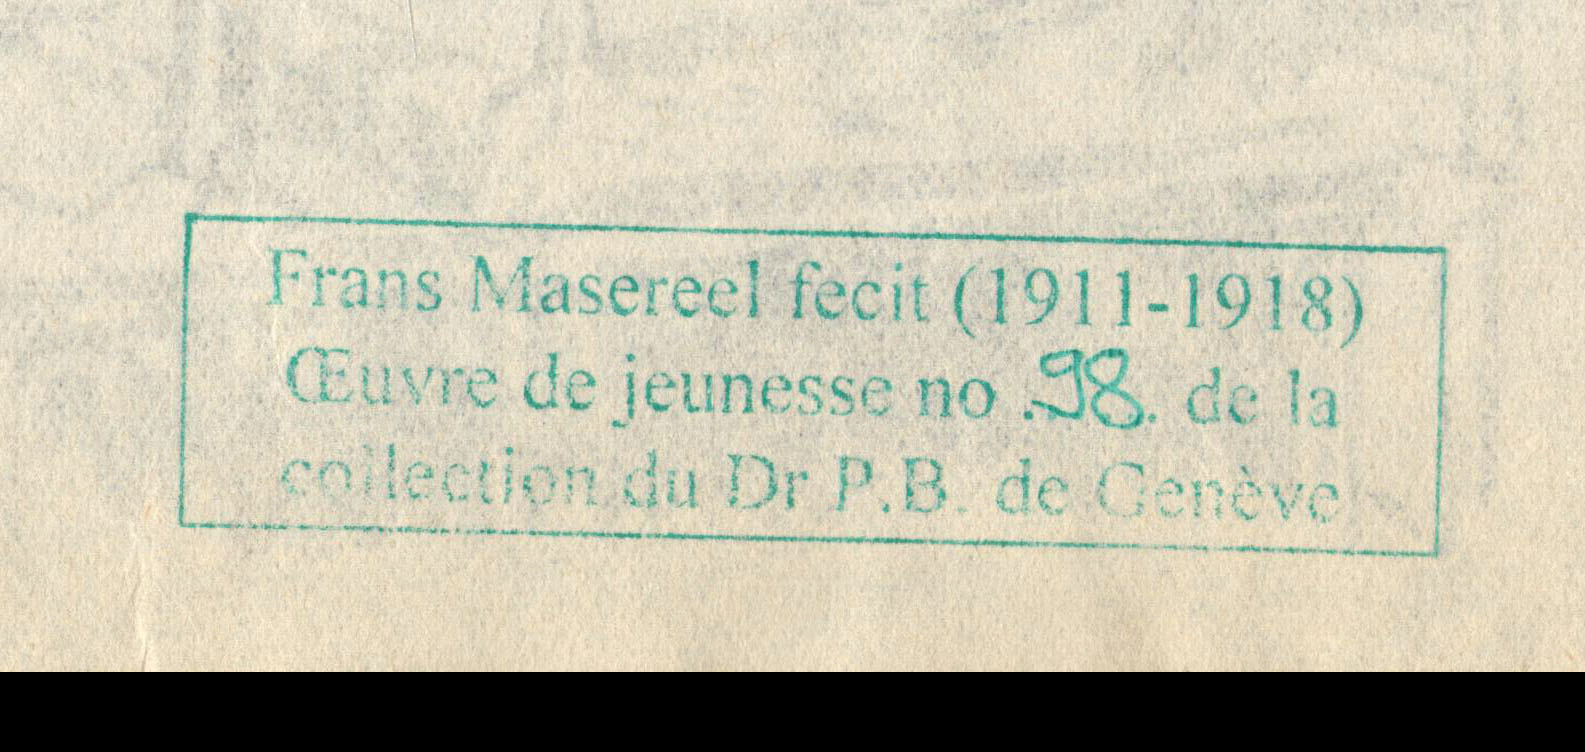 Frans Masereel fecit (1911-1918)
Œuvre de jeunesse no .98. de la
collection du Dr P.B. de Genève